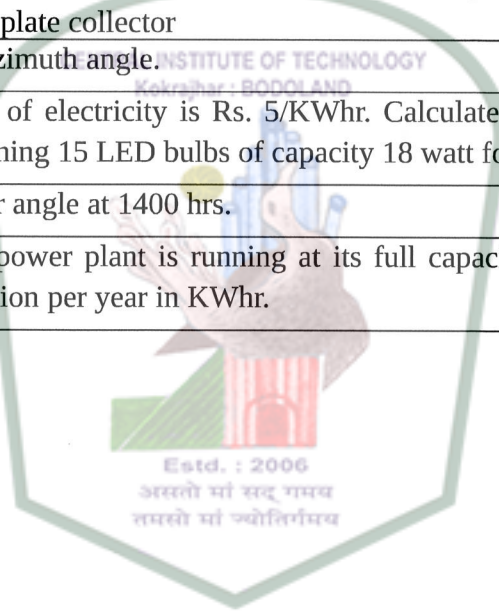 plate collector
zimuth angle.
CENTRAL INSTITUTE OF TECHNOLOGY
Kokrajhar : BODOLAND
of electricity is Rs. 5/KWhr. Calculate
ning 15 LED bulbs of capacity 18 watt fo
r angle at 1400 hrs.
power plant is running at its full capac
ion per year in KWhr.
Estd. : 2006
असतो मां सद् गमय
तमसो मां ज्योतिर्गमय